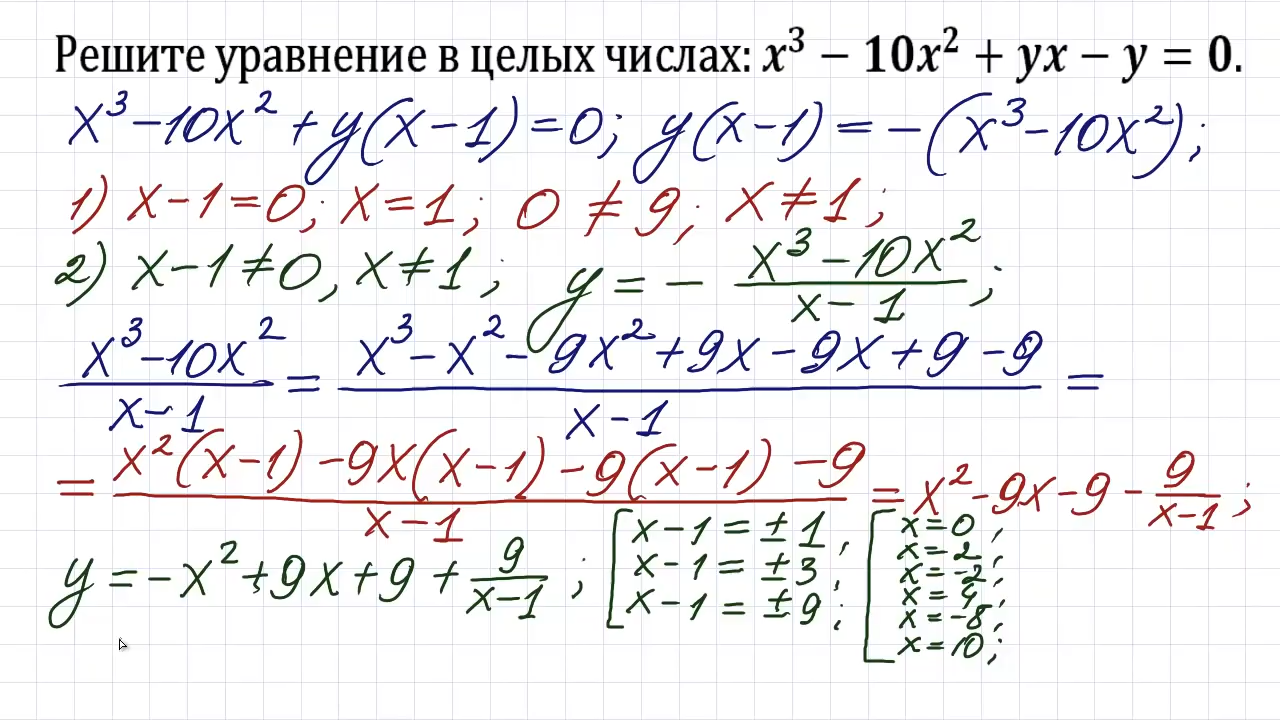 Решите уравнение в целых числах: x³ − 10x² + yx − y = 0.
x³ − 10x² + y(x − 1) = 0; y(x − 1) = −(x³ − 10x²);
1) x − 1 = 0; x = 1; 0 ≠ 9; x ≠ 1;
2) x − 1 ≠ 0, x ≠ 1; y = − (x³ − 10x²)/(x − 1);
(x³ − 10x²)/(x − 1) = (x³ − x² − 9x² + 9x − 9x + 9 − 9)/(x − 1) =
= (x²(x − 1) − 9x(x − 1) − 9(x − 1) − 9)/(x − 1) = x² − 9x − 9 − 9/(x − 1);
y = −x² + 9x + 9 + 9/(x − 1);
x − 1 = ± 1;
x − 1 = ± 3;
x − 1 = ± 9;
x = 0;
x = 2;
x = −2;
x = 4;
x = −8;
x = 10;